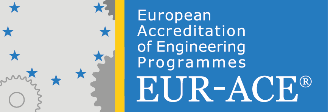 European
Accreditation
of Engineering
Programmes
EUR-ACE®